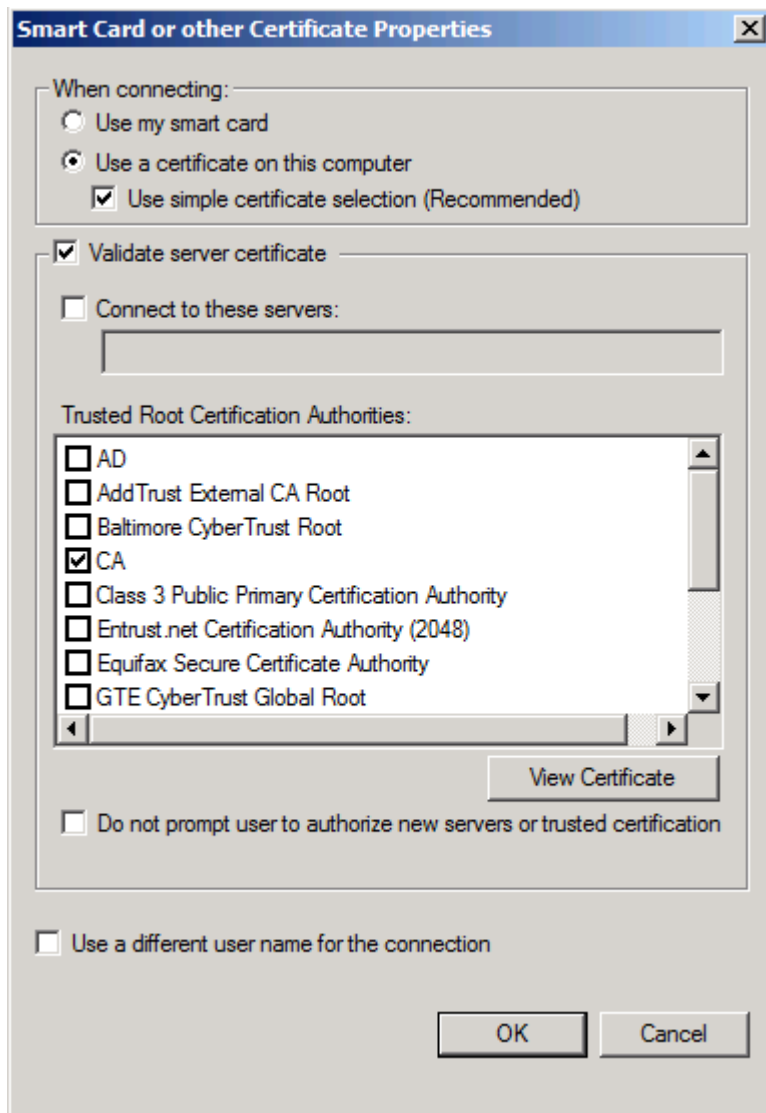 Smart Card or other Certificate Properties
When connecting:
Use my smart card
Use a certificate on this computer
Use simple certificate selection (Recommended)
Validate server certificate
Connect to these servers:
Trusted Root Certification Authorities:
AD
AddTrust External CA Root
Baltimore CyberTrust Root
CA
Class 3 Public Primary Certification Authority
Entrust.net Certification Authority (2048)
Equifax Secure Certificate Authority
GTE CyberTrust Global Root
View Certificate
Do not prompt user to authorize new servers or trusted certification
Use a different user name for the connection
OK Cancel